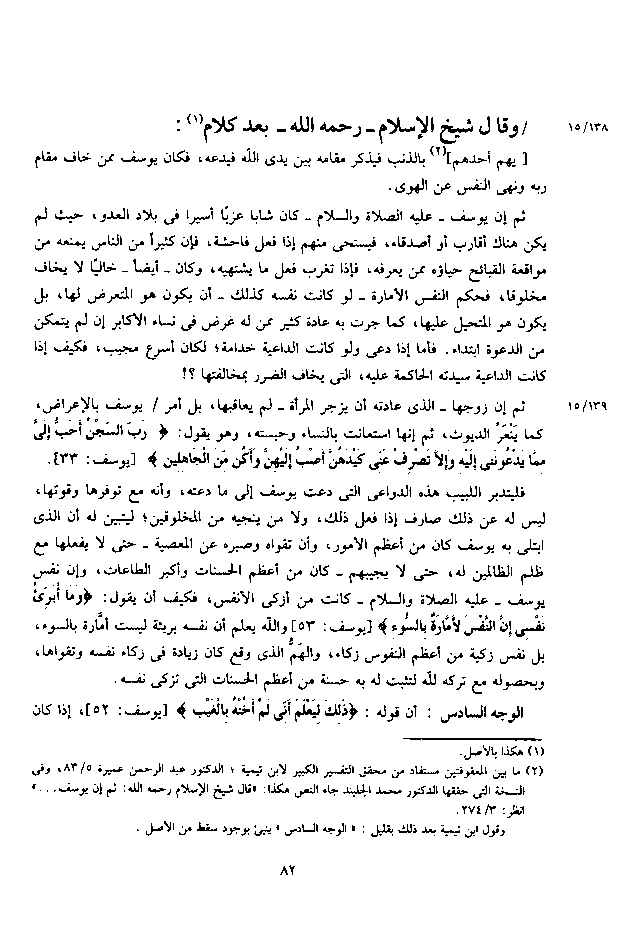 ١٥/١٣٨ / وقال شيخ الإسلام ـ رحمه الله ـ بعد كلام(١) :
[ يهم أحدهم](٢) بالذنب فيذكر مقامه بين يدى الله فيدعه، فكان يوسف ممن خاف مقام
ربه ونهى النفس عن الهوى.
ثم إن يوسف ـ عليه الصلاة والسلام ـ كان شابا عزبًا أسيرا فى بلاد العدو، حيث لم
يكن هناك أقارب أو أصدقاء، فيستحى منهم إذا فعل فاحشة، فإن كثيراً من الناس يمنعه من
مواقعة القبائح حياؤه ممن يعرفه، فإذا تغرب فعل ما يشتهيه، وكان ـ أيضاً ـ خاليًا لا يخاف
مخلوقا، فحكم النفس الأمارة ـ لو كانت نفسه كذلك ـ أن يكون هو المتعرض لها، بل
يكون هو المتحيل عليها، كما جرت به عادة كثير ممن له غرض فى نساء الأكابر إن لم يتمكن
من الدعوة ابتداء. فأما إذا دعى ولو كانت الداعية خدامة؛ لكان أسرع مجيب، فكيف إذا
كانت الداعية سيدته الحاكمة عليه، التى يخاف الضرر بمخالفتها ؟!
١٥/١٣٩ ثم إن زوجها ـ الذى عادته أن يزجر المرأة ـ لم يعاقبها، بل أمر / يوسف بالإعراض،
كما يَنْعَرُ الديوث، ثم إنها استعانت بالنساء وحبسته، وهو يقول: ﴿ رَبِّ السِّجْنُ أَحَبُّ إِلَيَّ
مِمَّا يَدْعُونَنِي إِلَيْهِ وَإِلاَّ تَصْرِفْ عَنِّي كَيْدَهُنَّ أَصْبُ إِلَيْهِنَّ وَأَكُن مِّنَ الْجَاهِلِينَ ﴾ [يوسف: ٣٣].
فليتدبر اللبيب هذه الدواعى التى دعت يوسف إلى ما دعته، وأنه مع توفرها وقوتها،
ليس له عن ذلك صارف إذا فعل ذلك، ولا من ينجيه من المخلوقين؛ ليتبين له أن الذى
ابتلى به يوسف كان من أعظم الأمور، وأن تقواه وصبره عن المعصية ـ حتى لا يفعلها مع
ظلم الظالمين له، حتى لا يجيبهم ـ كان من أعظم الحسنات وأكبر الطاعات، وإن نفس
يوسف ـ عليه الصلاة والسلام ـ كانت من أزكى الأنفس، فكيف أن يقول: ﴿وَمَا أُبَرِّئُ
نَفْسِي إِنَّ النَّفْسَ لأَمَّارَةٌ بِالسُّوءِ ﴾ [يوسف: ٥٣] والله يعلم أن نفسه بريئة ليست أمَّارة بالسوء،
بل نفس زكية من أعظم النفوس زكاء، والهَمُّ الذى وقع كان زيادة فى زكاء نفسه وتقواها،
وبحصوله مع تركه لله لتثبت له به حسنة من أعظم الحسنات التى تزكى نفسه.
الوجه السادس : أن قوله : ﴿ذَلِكَ لِيَعْلَمَ أَنِّي لَمْ أَخُنْهُ بِالْغَيْبِ ﴾ [يوسف: ٥٢]، إذا كان
(١) هكذا بالأصل.
(٢) ما بين المعقوفتين مستفاد من محقق التفسير الكبير لابن تيمية ؛ الدكتور عبد الرحمن عميرة ٥/ ٨٣، وفى
النسخة التى حققها الدكتور محمد الجليند جاء النص هكذا: «قال شيخ الإسلام رحمه الله: ثم إن يوسف. . . »
انظر: ٣/ ٢٧٤.
وقول ابن تيمية بعد ذلك بقليل : « الوجه السادس » ينبئ بوجود سقط من الأصل .
٨٢